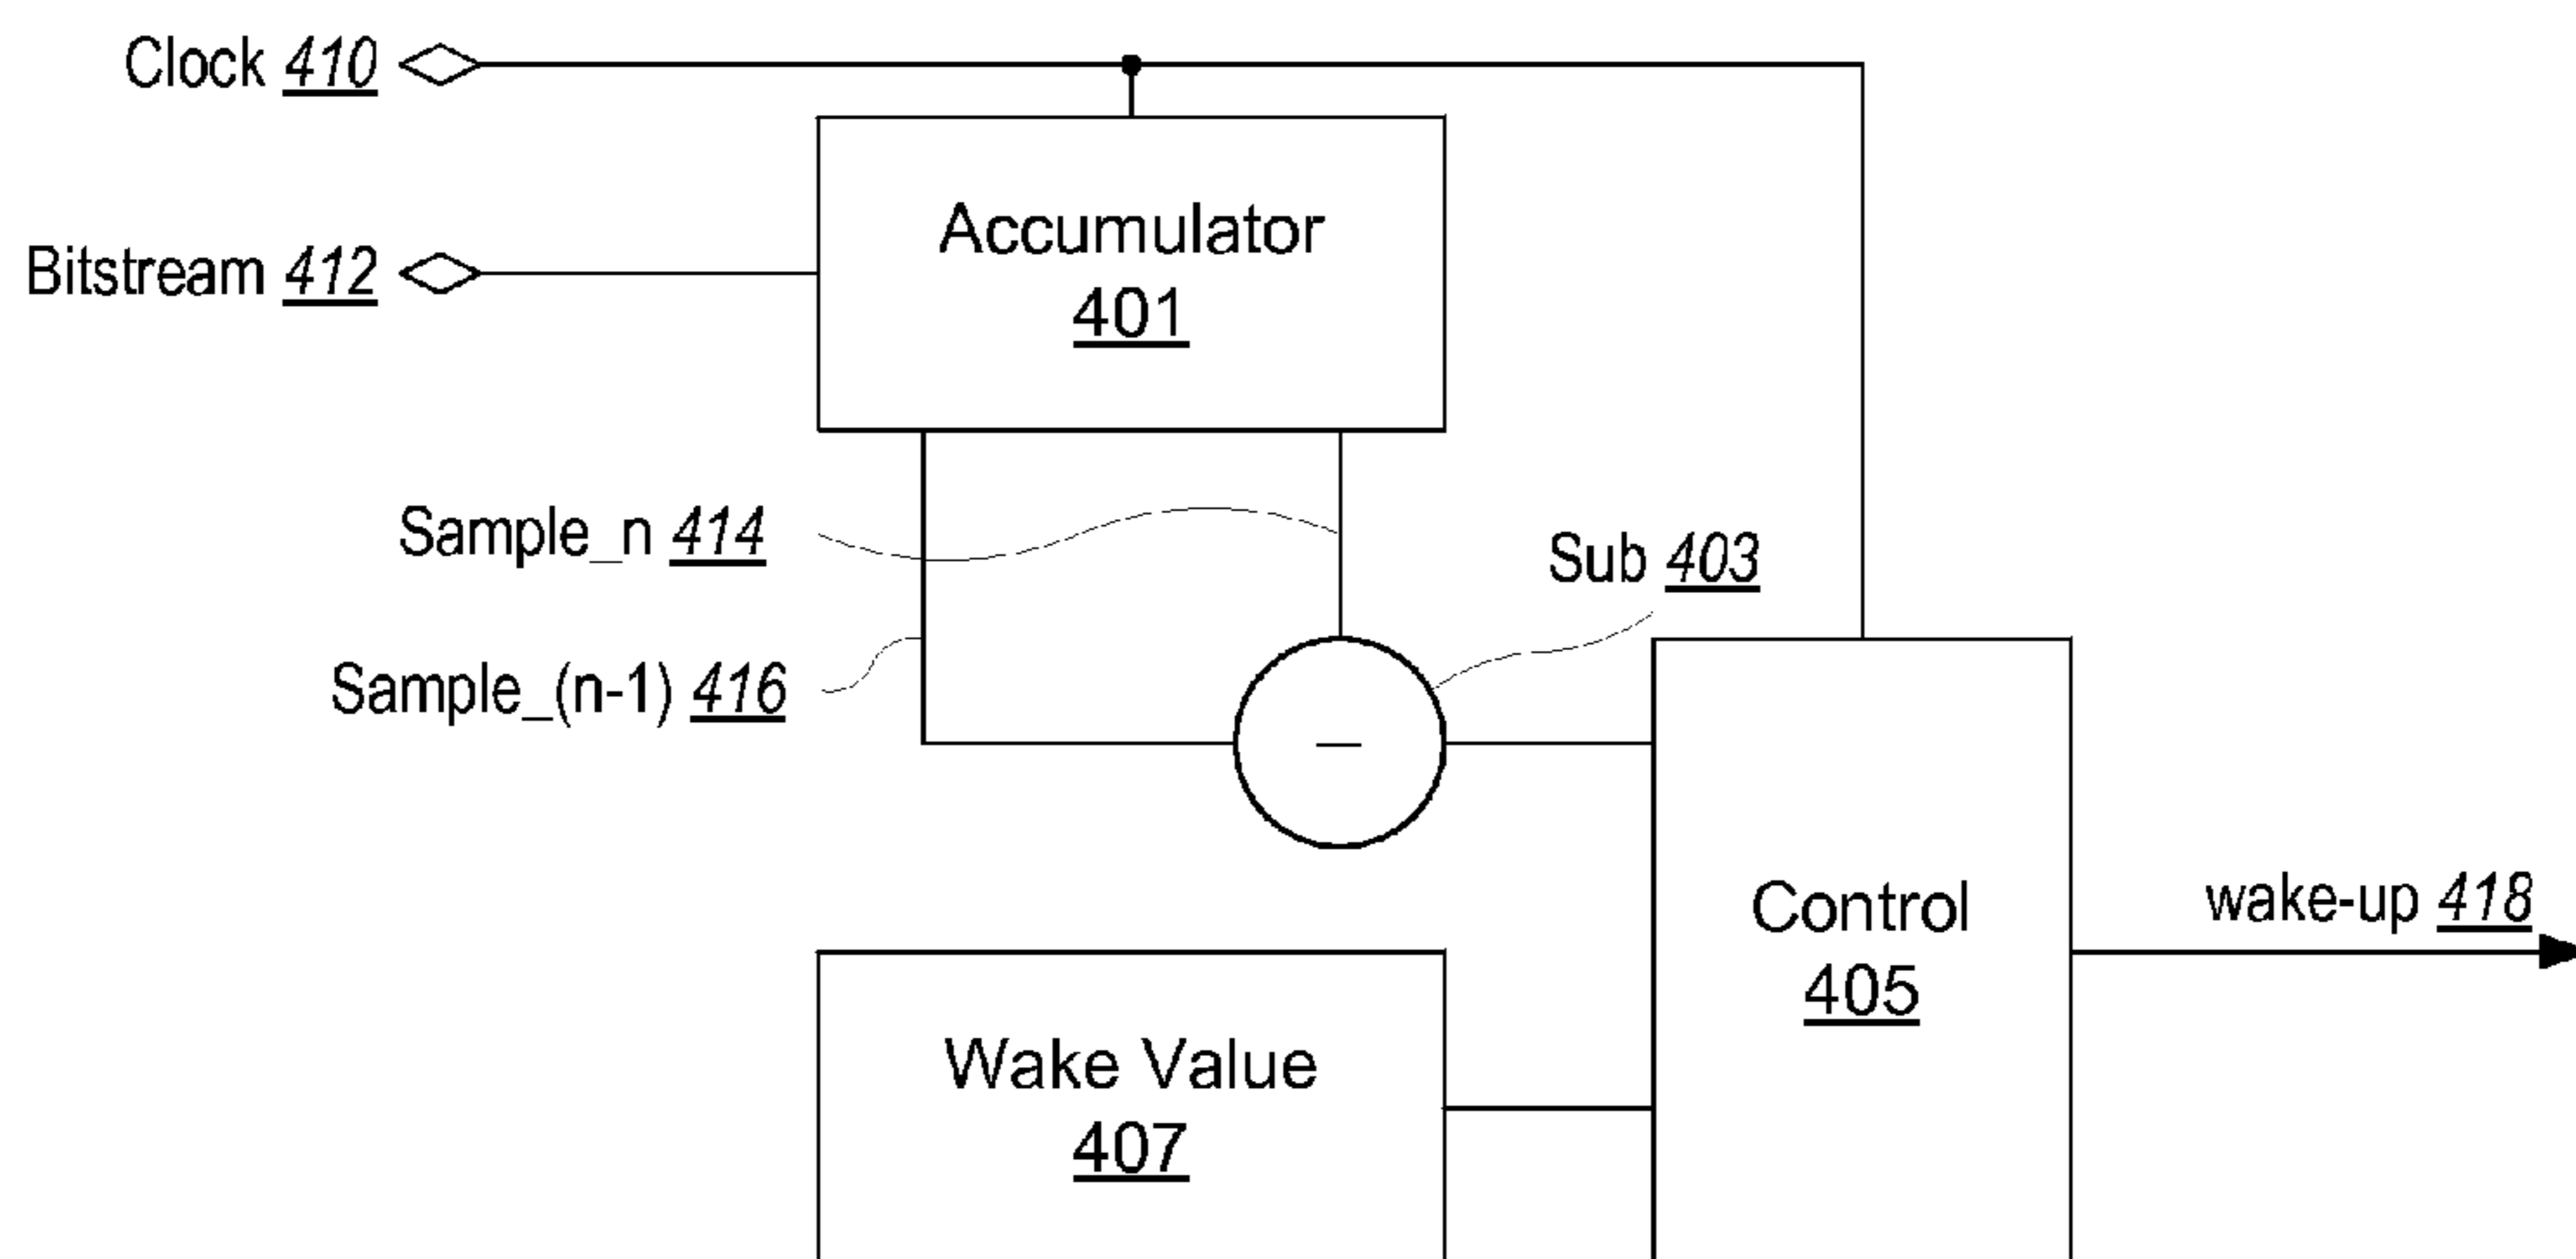 Clock 410
Bitstream 412
Accumulator
401
Sample_n 414
Sub 403
Sample_(n-1) 416
–
Control
405
wake-up 418
Wake Value
407